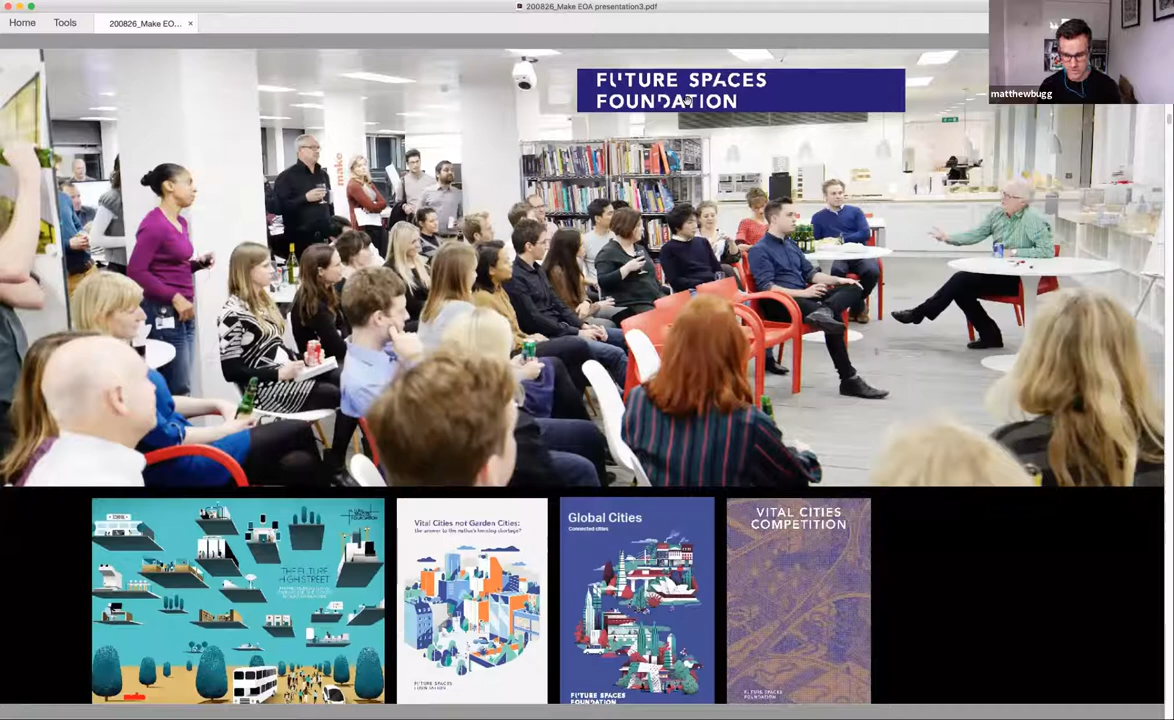 200826_Make EOA presentation3.pdf
Home Tools 200826_Make EO... ×
matthewbugg
FUTURE SPACES
FOUNDATION
make
SCHOOL
THE FUTURE
HIGH STREET
Vital Cities not Garden Cities:
the answer to the nation's housing shortage?
FUTURE SPACES
FOUNDATION
Global Cities
Connected cities
FUTURE SPACES
FOUNDATION
VITAL CITIES
COMPETITION
FUTURE SPACES
FOUNDATION